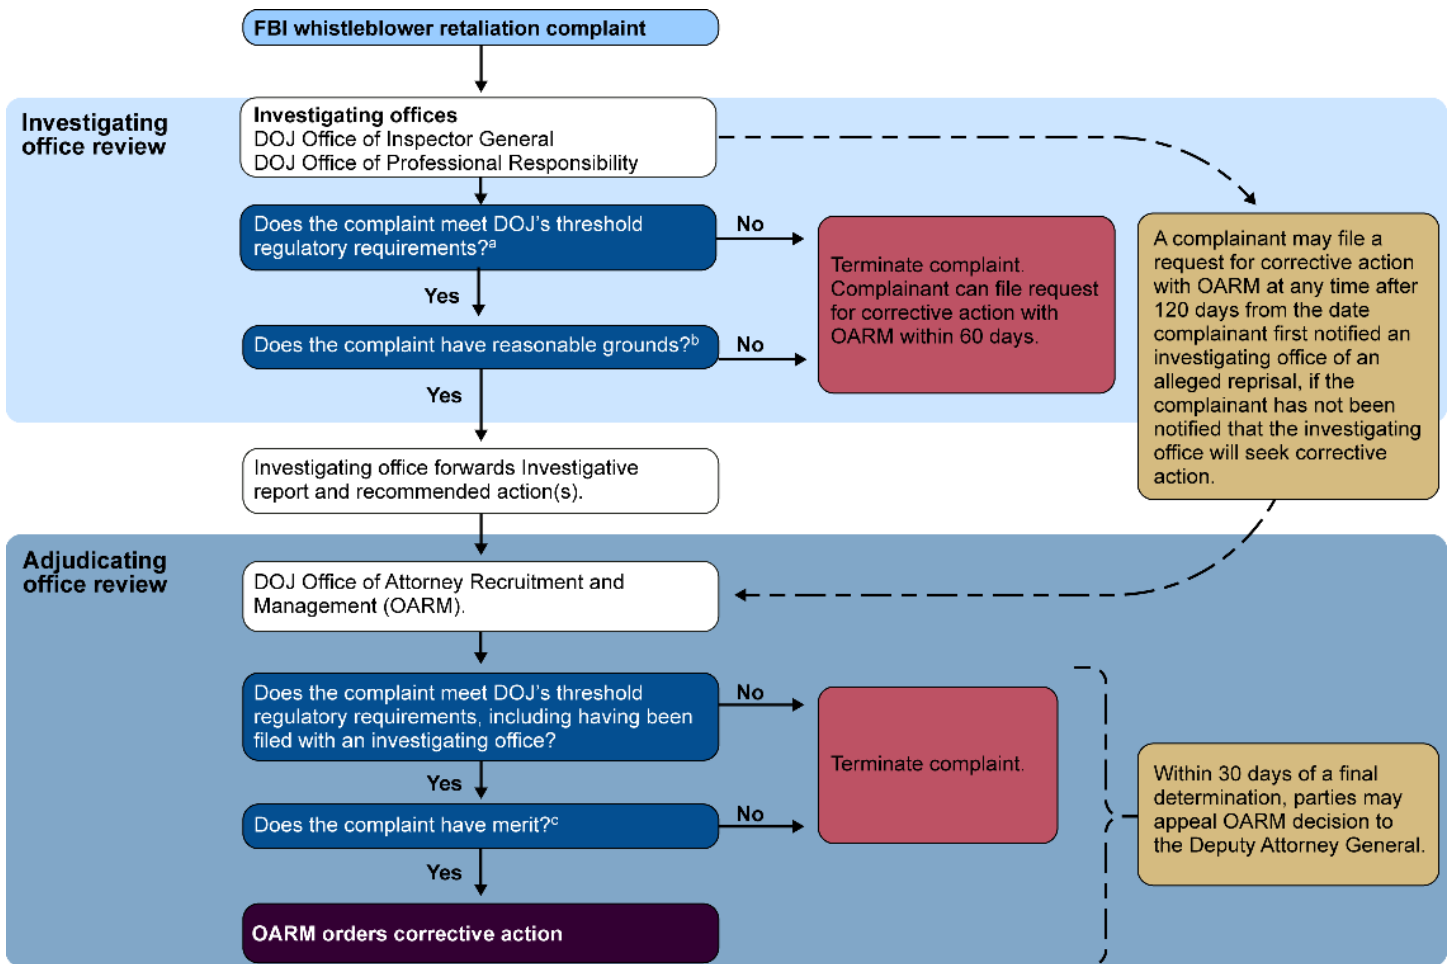 FBI whistleblower retaliation complaint
Investigating
office review
Investigating offices
DOJ Office of Inspector General
DOJ Office of Professional Responsibility
Does the complaint meet DOJ's threshold
regulatory requirements?ᵃ
No
Yes
Does the complaint have reasonable grounds?ᵇ
No
Yes
Terminate complaint.
Complainant can file request
for corrective action with
OARM within 60 days.
A complainant may file a
request for corrective action
with OARM at any time after
120 days from the date
complainant first notified an
investigating office of an
alleged reprisal, if the
complainant has not been
notified that the investigating
office will seek corrective
action.
Investigating office forwards Investigative
report and recommended action(s).
Adjudicating
office review
DOJ Office of Attorney Recruitment and
Management (OARM).
Does the complaint meet DOJ's threshold
regulatory requirements, including having been
filed with an investigating office?
No
Yes
Does the complaint have merit?ᶜ
No
Yes
Terminate complaint.
Within 30 days of a final
determination, parties may
appeal OARM decision to
the Deputy Attorney General.
OARM orders corrective action